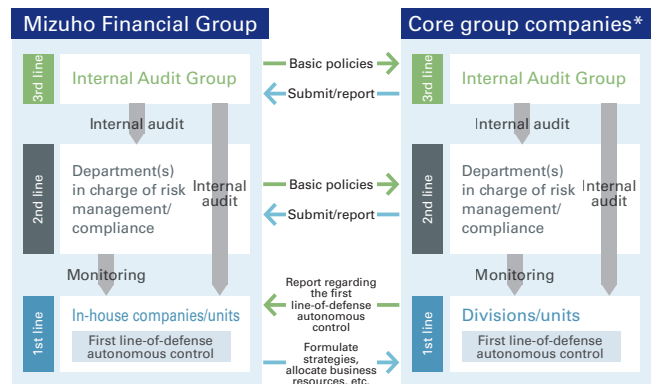 Mizuho Financial Group
Core group companies*
3rd line
Internal Audit Group
Basic policies
Submit/report
3rd line
Internal Audit Group
Internal audit
Internal audit
2nd line
Department(s)
in charge of risk
management/
compliance
Internal
audit
Basic policies
Submit/report
2nd line
Department(s)
in charge of risk
management/
compliance
Internal
audit
Monitoring
Monitoring
1st line
In-house companies/units
First line-of-defense
autonomous control
Report regarding
the first
line-of-defense
autonomous
control
Formulate
strategies,
allocate business
resources, etc.
1st line
Divisions/units
First line-of-defense
autonomous control